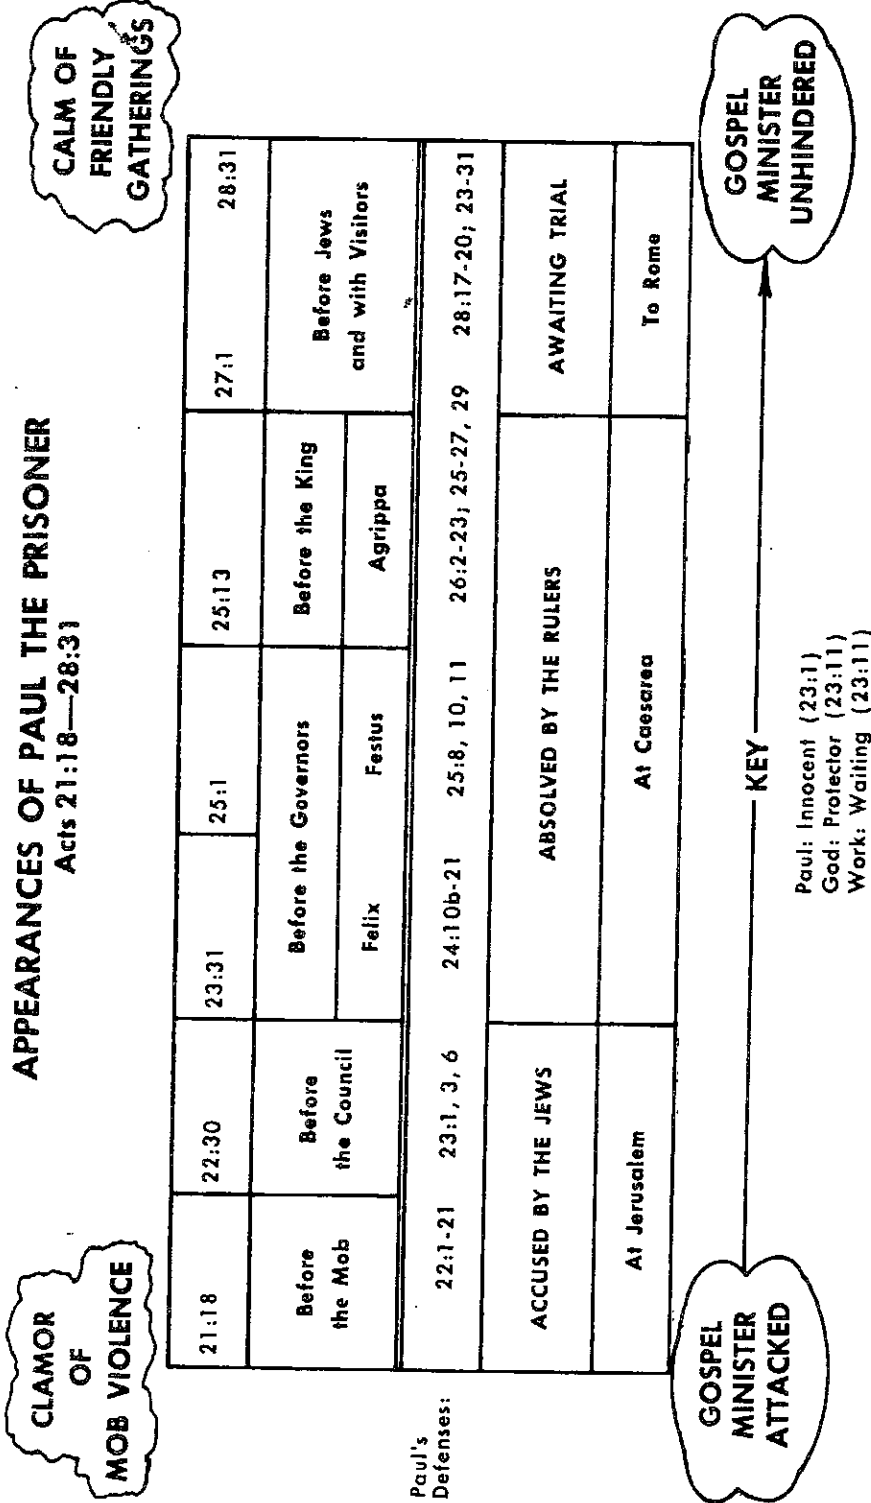 APPEARANCES OF PAUL THE PRISONER
Acts 21:18—28:31
CLAMOR
OF
MOB VIOLENCE
CALM OF
FRIENDLY
GATHERINGS
21:18 22:30 23:31 25:1 25:13 27:1 28:31
Before
the Mob
Before
the Council
Before the Governors
Felix Festus
Before the King
Agrippa
Before Jews
and with Visitors
Paul's
Defenses:
22:1-21 23:1, 3, 6 24:10b-21 25:8, 10, 11 26:2-23; 25-27, 29 28:17-20; 23-31
ACCUSED BY THE JEWS ABSOLVED BY THE RULERS AWAITING TRIAL
At Jerusalem At Caesarea To Rome
GOSPEL
MINISTER
ATTACKED
KEY
GOSPEL
MINISTER
UNHINDERED
Paul: Innocent (23:1)
God: Protector (23:11)
Work: Waiting (23:11)